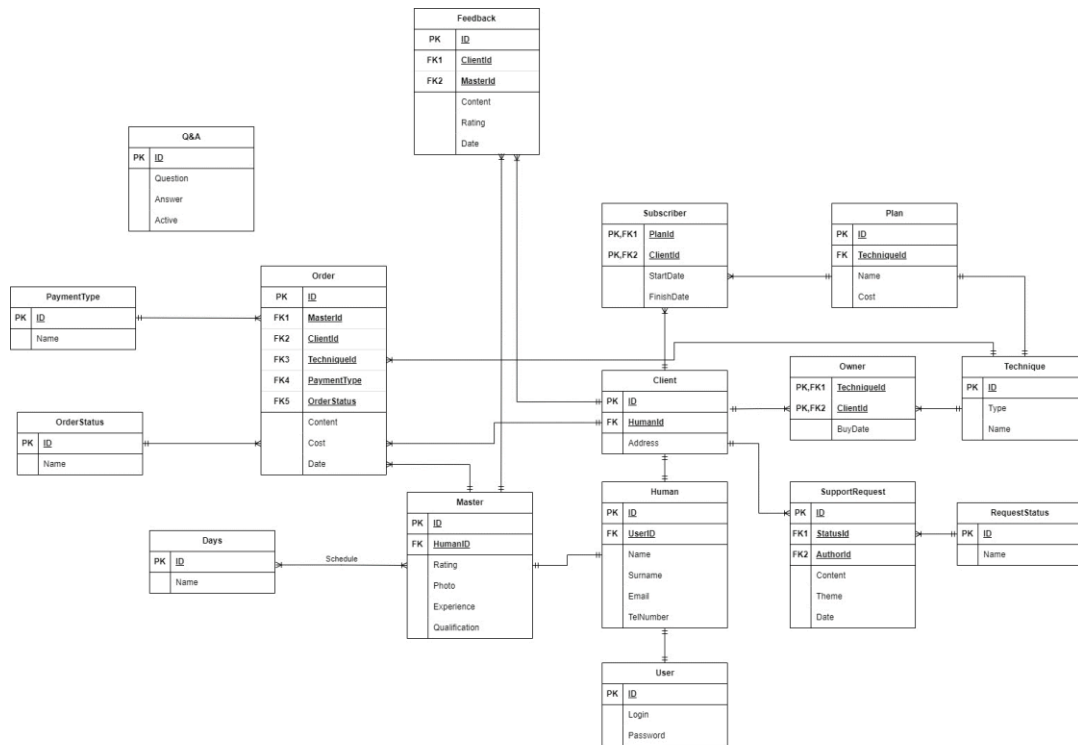 Feedback
PK ID
FK1 ClientId
FK2 MasterId
Content
Rating
Date
Q&A
PK ID
Question
Answer
Active
Subscriber
PK,FK1 PlanId
PK,FK2 ClientId
StartDate
FinishDate
Plan
PK ID
FK TechniqueId
Name
Cost
Order
PK ID
FK1 MasterId
FK2 ClientId
FK3 TechniqueId
FK4 PaymentType
FK5 OrderStatus
Content
Cost
Date
PaymentType
PK ID
Name
Owner
PK,FK1 TechniqueId
PK,FK2 ClientId
BuyDate
Technique
PK ID
Type
Name
Client
PK ID
FK HumanId
Address
OrderStatus
PK ID
Name
Master
PK ID
FK HumanID
Rating
Photo
Experience
Qualification
Human
PK ID
FK UserID
Name
Surname
Email
TelNumber
SupportRequest
PK ID
FK1 StatusId
FK2 AuthorId
Content
Theme
Date
RequestStatus
PK ID
Name
Days
PK ID
Name
Schedule
User
PK ID
Login
Password